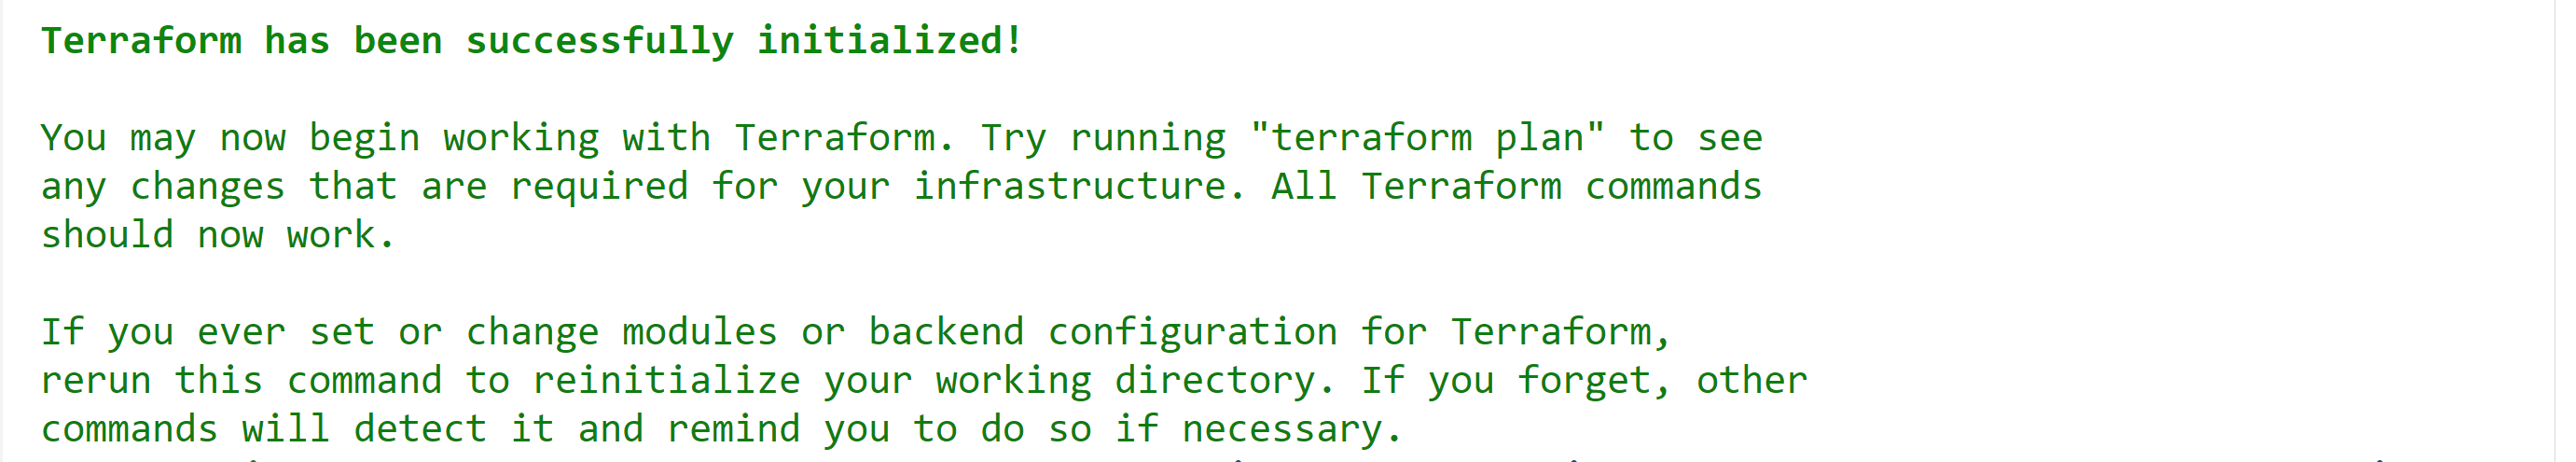 Terraform has been successfully initialized!
You may now begin working with Terraform. Try running "terraform plan" to see
any changes that are required for your infrastructure. All Terraform commands
should now work.
If you ever set or change modules or backend configuration for Terraform,
rerun this command to reinitialize your working directory. If you forget, other
commands will detect it and remind you to do so if necessary.